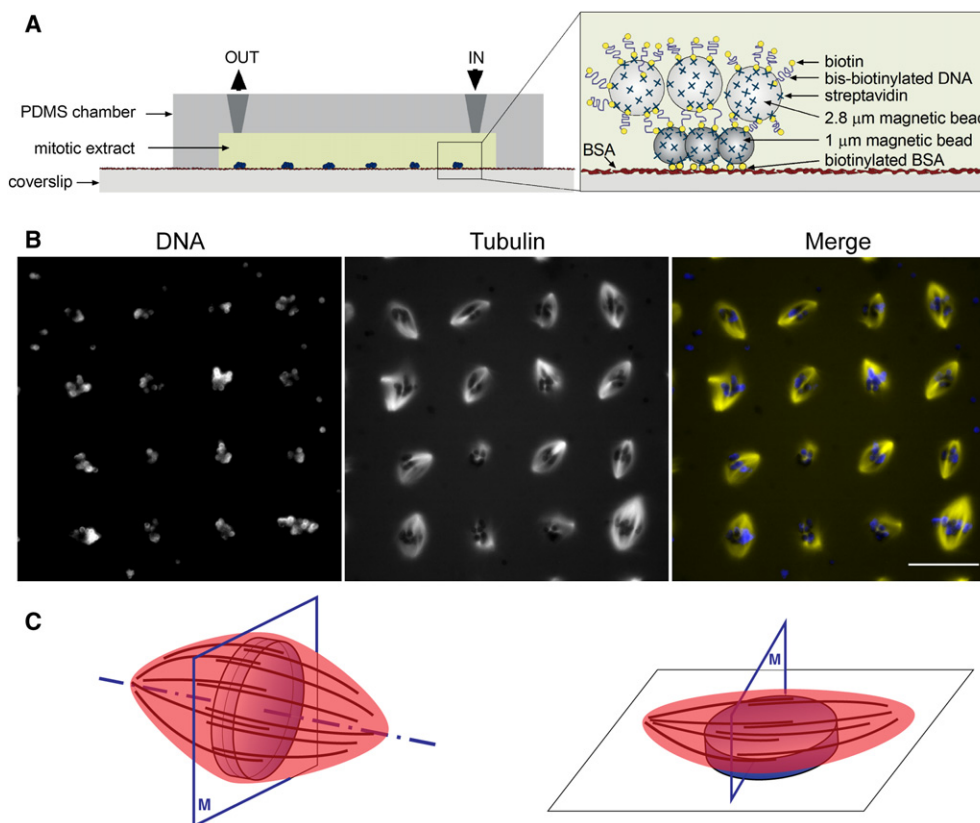 A
OUT
IN
PDMS chamber
mitotic extract
coverslip
BSA
biotin
bis-biotinylated DNA
streptavidin
2.8 μm magnetic bead
1 μm magnetic bead
biotinylated BSA
B
DNA
Tubulin
Merge
C
M
M